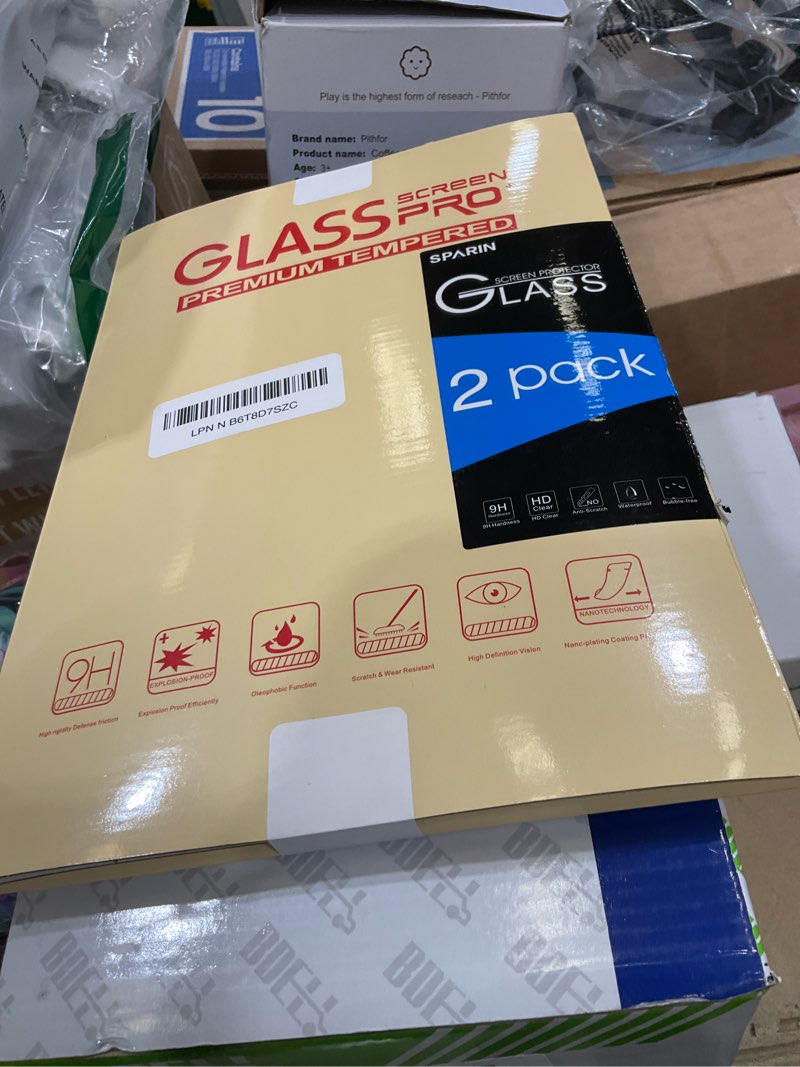 10
Play is the highest form of reseach - Pithfor
Brand name: Pithfor
Product name:
Age: 3+
GLASS SCREEN PRO+
PREMIUM TEMPERED
SPARIN
SCREEN PROTECTOR
GLASS
2 pack
LPN N B6T8D7SZC
9H
Hardness
9H Hardness
HD
Clear
HD Clear
NO
Anti-Scratch
Waterproof
Bubble-free
9H
High rigidity Defense friction
EXPLOSION-PROOF
Explosion Proof Efficiently
Oleophobic Function
Scratch & Wear Resistant
High Definition Vision
NANOTECHNOLOGY
Nanc-plating Coating